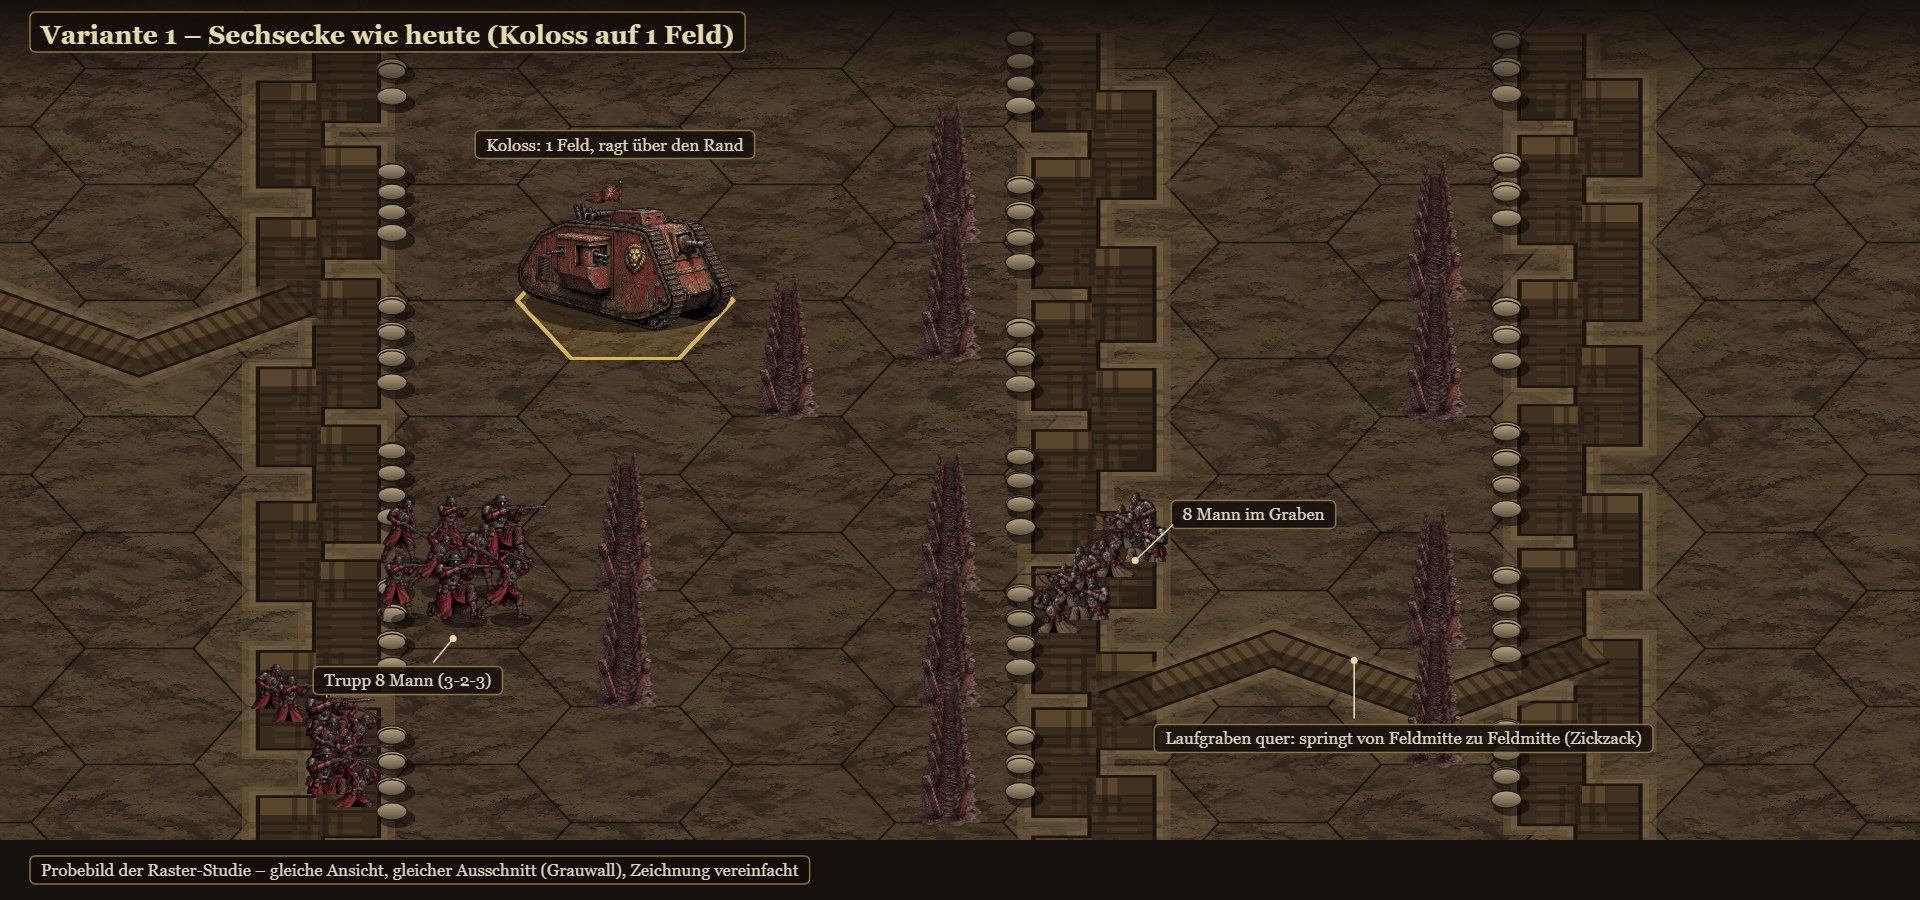 Variante 1 – Sechsecke wie heute (Koloss auf 1 Feld)
Koloss: 1 Feld, ragt über den Rand
8 Mann im Graben
Trupp 8 Mann (3-2-3)
Laufgraben quer: springt von Feldmitte zu Feldmitte (Zickzack)
Probebild der Raster-Studie – gleiche Ansicht, gleicher Ausschnitt (Grauwall), Zeichnung vereinfacht